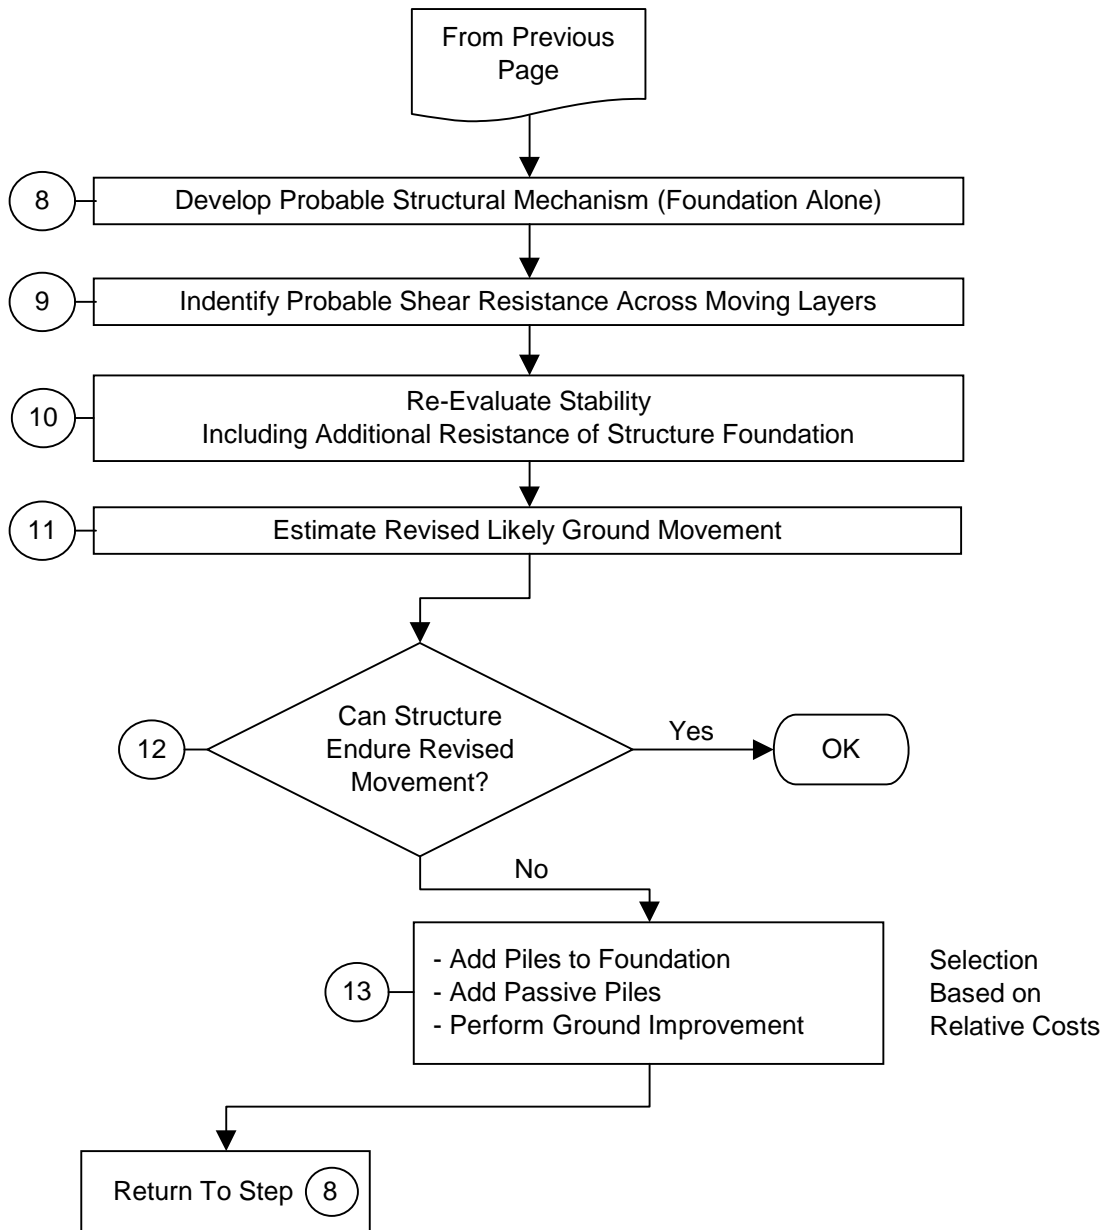 From Previous
Page
8
Develop Probable Structural Mechanism (Foundation Alone)
9
Indentify Probable Shear Resistance Across Moving Layers
10
Re-Evaluate Stability
Including Additional Resistance of Structure Foundation
11
Estimate Revised Likely Ground Movement
12
Can Structure
Endure Revised
Movement?
Yes
OK
No
13
- Add Piles to Foundation
- Add Passive Piles
- Perform Ground Improvement
Selection
Based on
Relative Costs
Return To Step 8